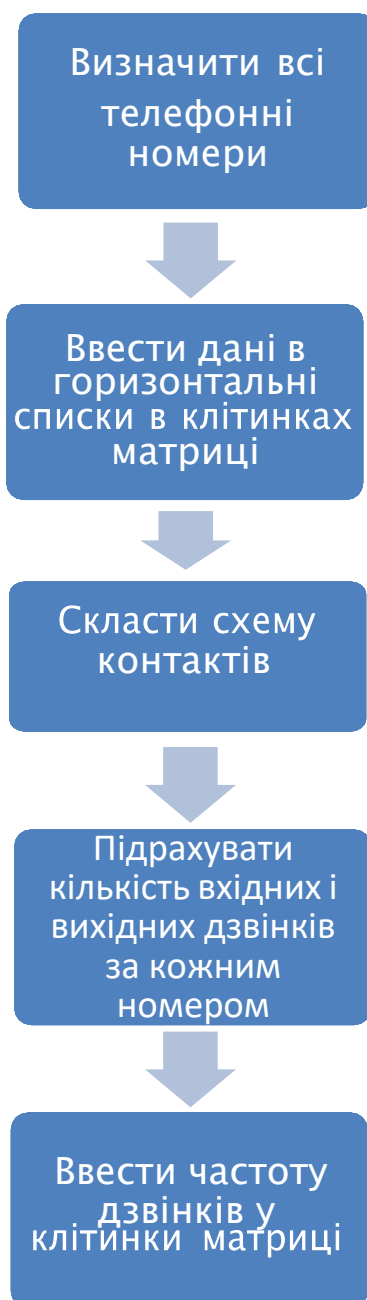 Визначити всі
телефонні
номери
Ввести дані в
горизонтальні
списки в клітинках
матриці
Скласти схему
контактів
Підрахувати
кількість вхідних і
вихідних дзвінків
за кожним
номером
Ввести частоту
дзвінків у
клітинки матриці